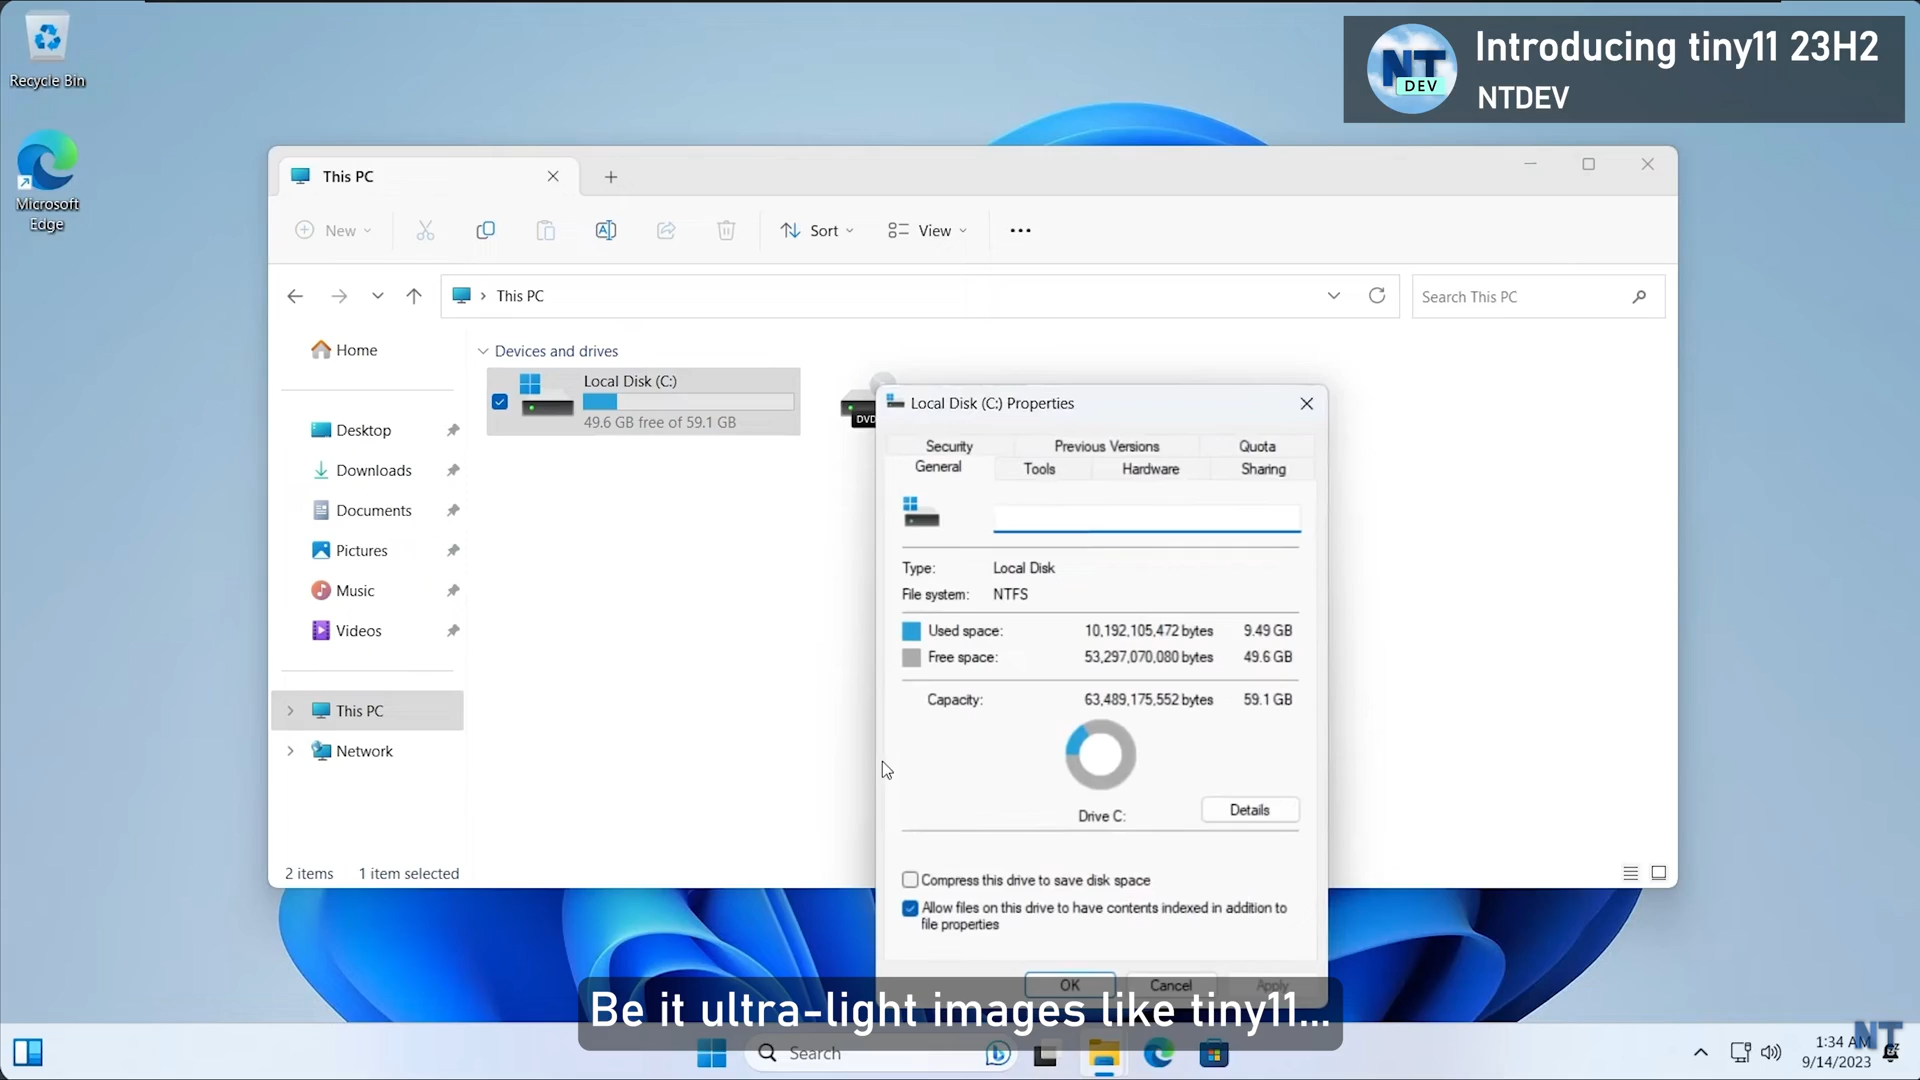 Recycle Bin
Microsoft
Edge
NT
DEV
Introducing tiny11 23H2
NTDEV
This PC
New
Sort
View
This PC
Search This PC
Home
Desktop
Downloads
Documents
Pictures
Music
Videos
This PC
Network
Devices and drives
Local Disk (C:)
49.6 GB free of 59.1 GB
DVD
Local Disk (C:) Properties
Security Previous Versions Quota
General Tools Hardware Sharing
Type: Local Disk
File system: NTFS
Used space: 10,192,105,472 bytes 9.49 GB
Free space: 53,297,070,080 bytes 49.6 GB
Capacity: 63,489,175,552 bytes 59.1 GB
Drive C:
Details
Compress this drive to save disk space
Allow files on this drive to have contents indexed in addition to
file properties
OK Cancel Apply
2 items 1 item selected
Be it ultra-light images like tiny11...
Search
1:34 AM
9/14/2023
NT